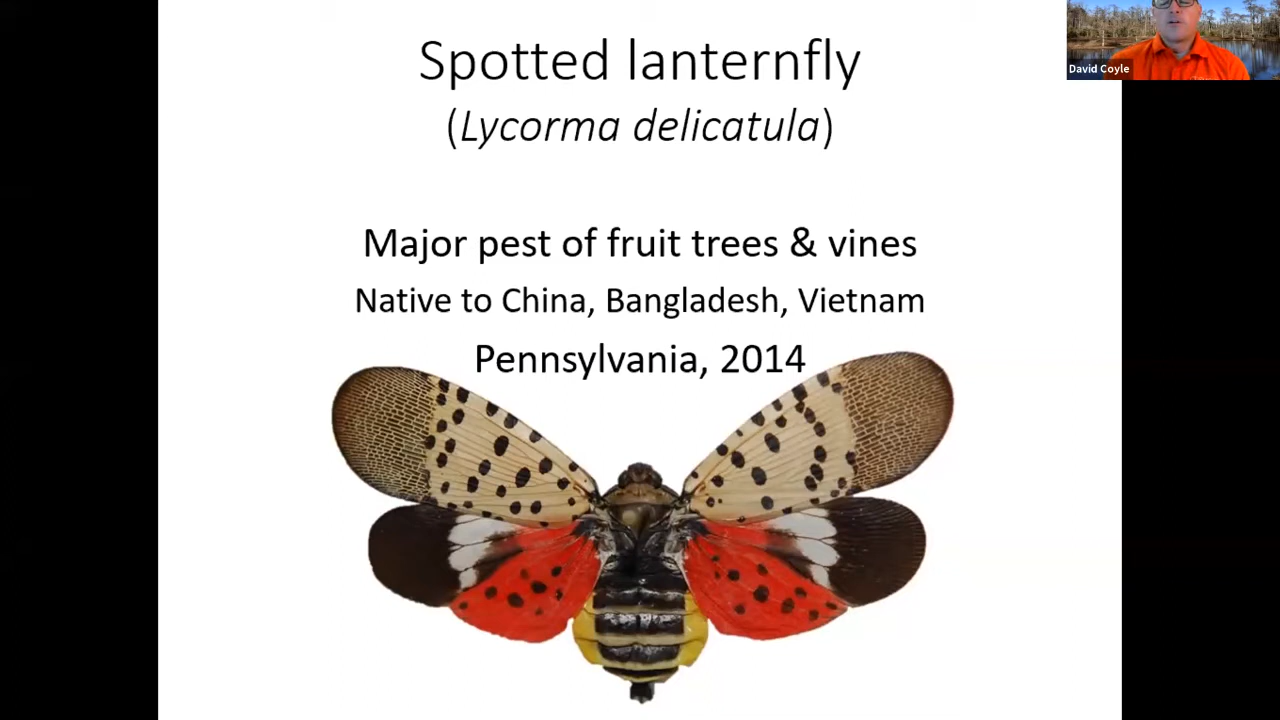 Spotted lanternfly
(Lycorma delicatula)
Major pest of fruit trees & vines
Native to China, Bangladesh, Vietnam
Pennsylvania, 2014
David Coyle